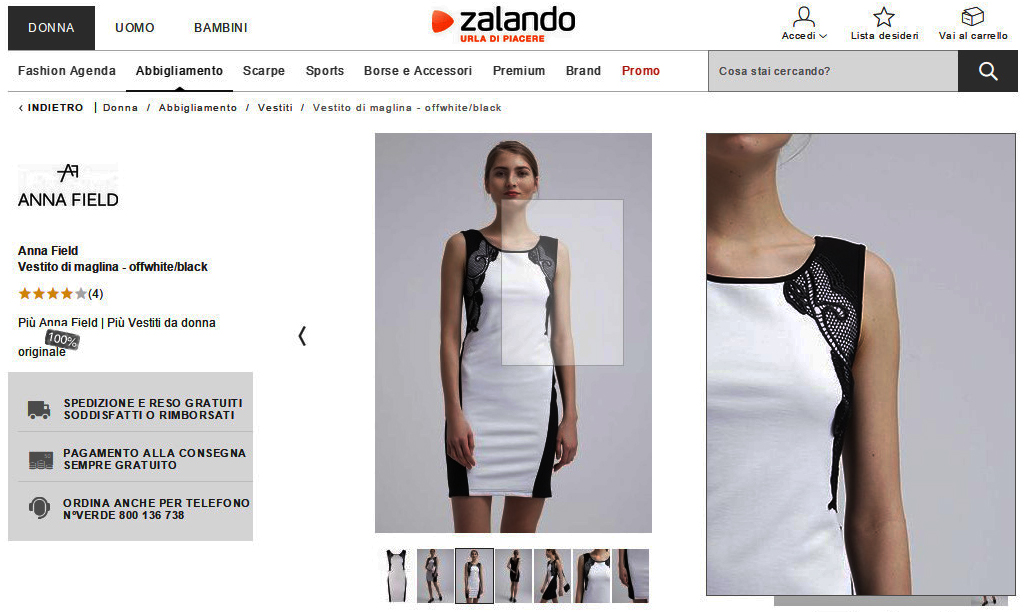 DONNA UOMO BAMBINI
zalando
URLA DI PIACERE
Accedi Lista desideri Vai al carrello
Fashion Agenda Abbigliamento Scarpe Sports Borse e Accessori Premium Brand Promo
Cosa stai cercando?
‹ INDIETRO | Donna / Abbigliamento / Vestiti / Vestito di maglina - offwhite/black
AF
ANNA FIELD
Anna Field
Vestito di maglina - offwhite/black
(4)
Più Anna Field | Più Vestiti da donna
100%
originale
SPEDIZIONE E RESO GRATUITI
SODDISFATTI O RIMBORSATI
PAGAMENTO ALLA CONSEGNA
SEMPRE GRATUITO
ORDINA ANCHE PER TELEFONO
N°VERDE 800 136 738